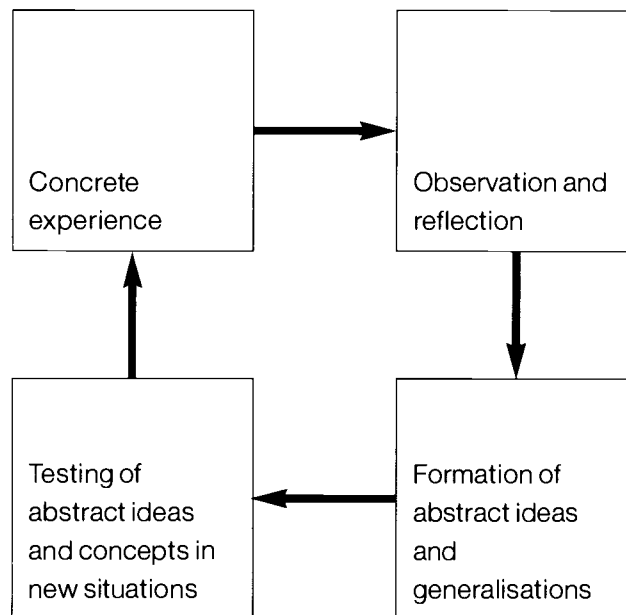 Concrete
experience
Observation and
reflection
Testing of
abstract ideas
and concepts in
new situations
Formation of
abstract ideas
and
generalisations